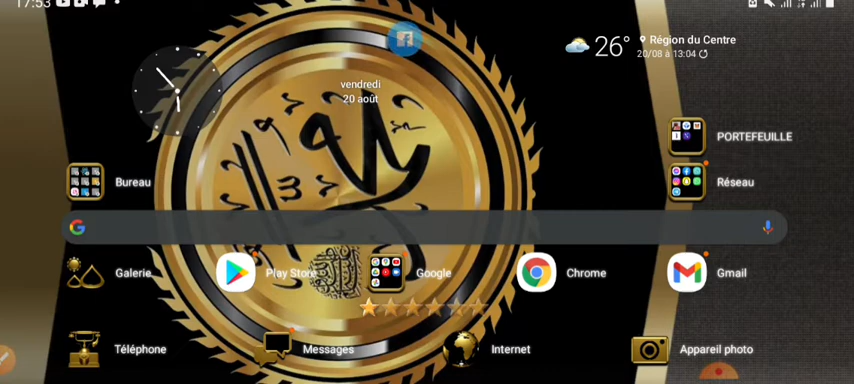 17:53
26°
Région du Centre
20/08 à 13:04
vendredi
20 août
PORTEFEUILLE
Bureau
Réseau
Galerie
Play Store
Google
Chrome
Gmail
Téléphone
Messages
Internet
Appareil photo